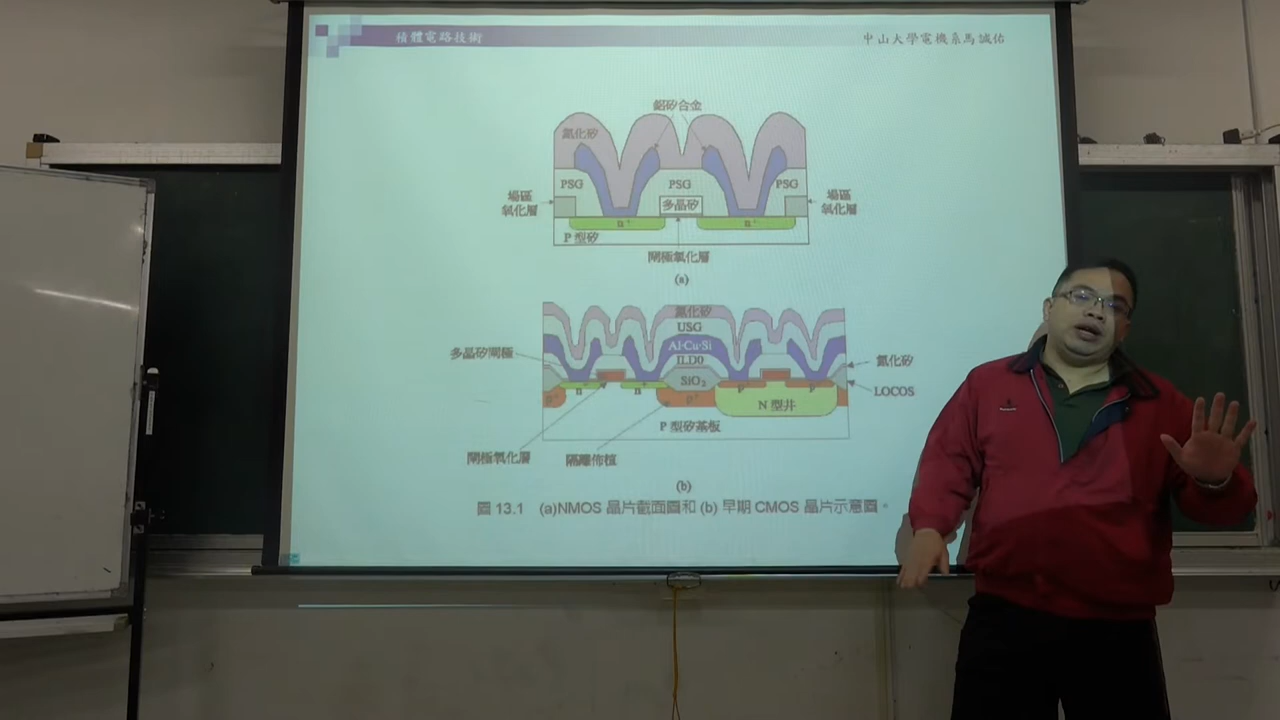 積體電路技術
中山大學電機系馬誠佑
鋁矽合金
氮化矽
PSG
PSG
PSG
場區
氧化層
場區
氧化層
多晶矽
n⁺
n⁺
P 型矽
閘極氧化層
(a)
氮化矽
USG
Al·Cu·Si
ILD0
多晶矽閘極
氮化矽
SiO₂
LOCOS
N 型井
P 型矽基板
閘極氧化層
隔離佈植
(b)
圖 13.1 (a)NMOS 晶片截面圖和 (b) 早期 CMOS 晶片示意圖。